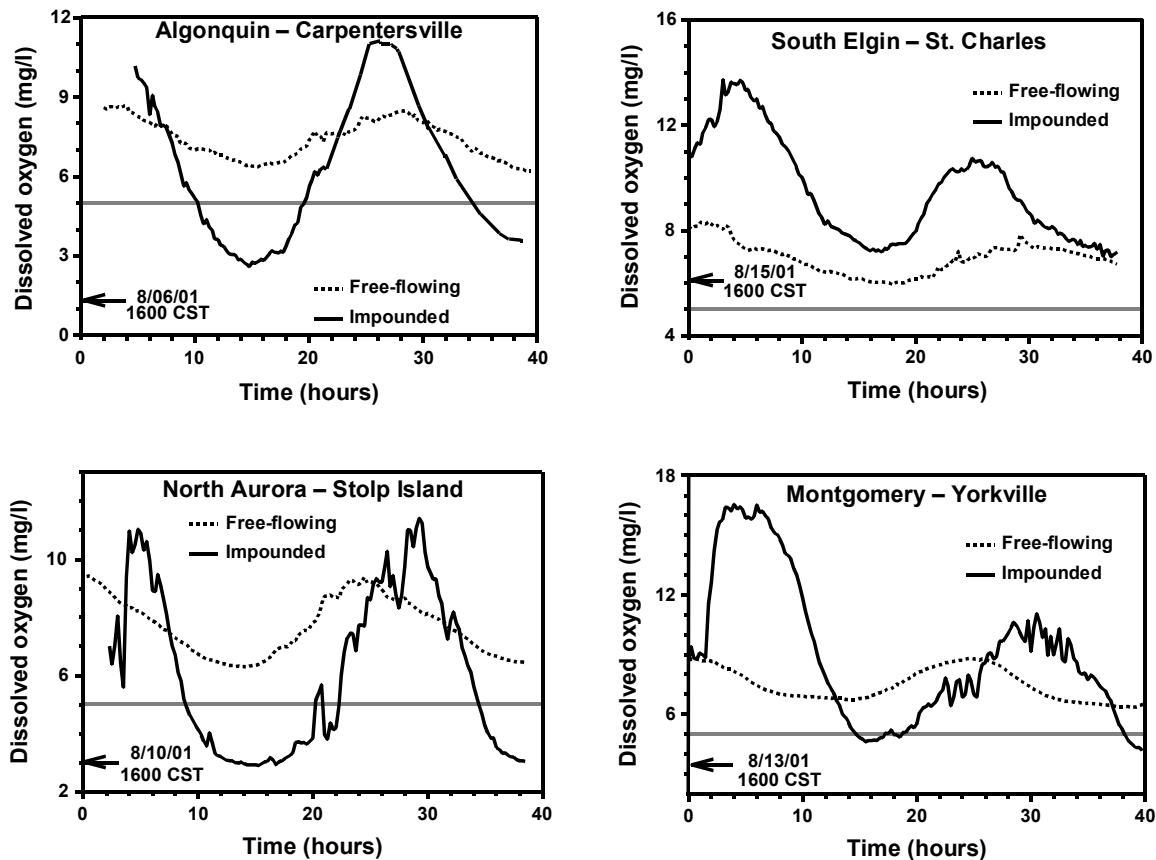 Algonquin – Carpentersville
Dissolved oxygen (mg/l)
12
9
6
3
0
8/06/01
1600 CST
Free-flowing
Impounded
0 10 20 30 40
Time (hours)
South Elgin – St. Charles
Dissolved oxygen (mg/l)
16
12
8
4
Free-flowing
Impounded
8/15/01
1600 CST
0 10 20 30 40
Time (hours)
North Aurora – Stolp Island
Dissolved oxygen (mg/l)
10
6
2
Free-flowing
Impounded
8/10/01
1600 CST
0 10 20 30 40
Time (hours)
Montgomery – Yorkville
Dissolved oxygen (mg/l)
18
14
10
6
Free-flowing
Impounded
8/13/01
1600 CST
0 10 20 30 40
Time (hours)